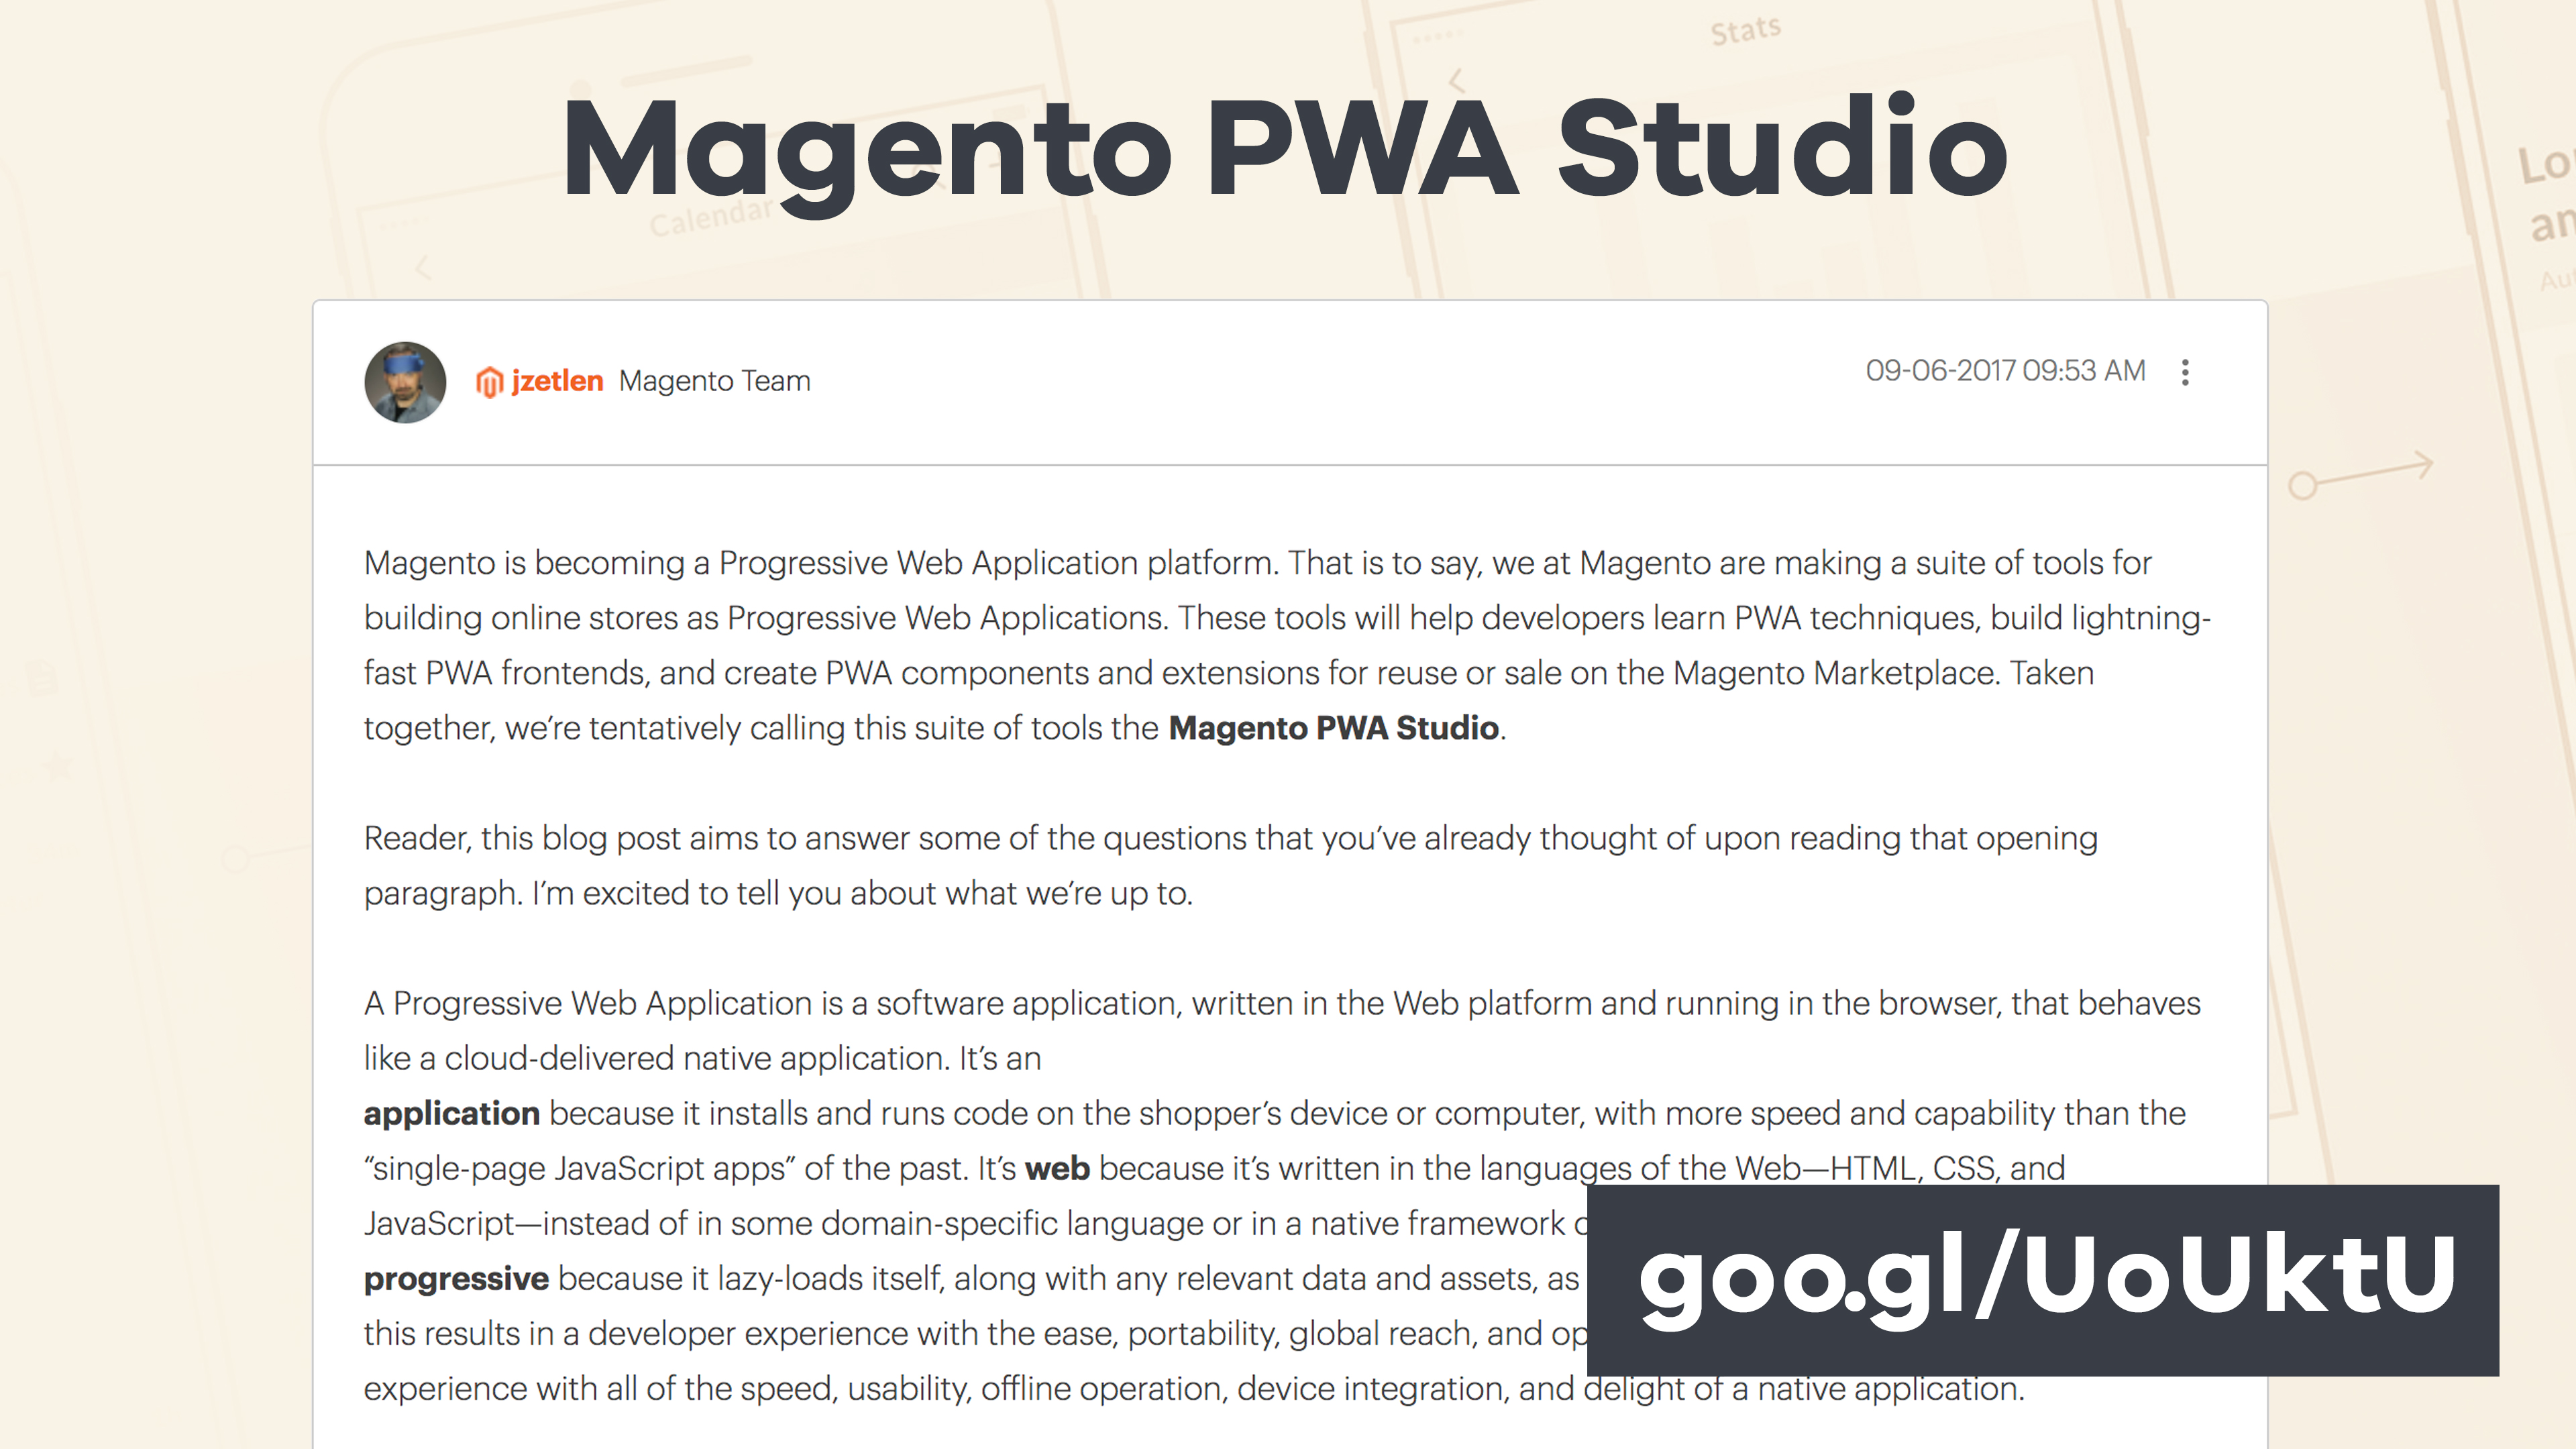 Stats
Magento PWA Studio
Calendar
jzetlen Magento Team
09-06-2017 09:53 AM
Magento is becoming a Progressive Web Application platform. That is to say, we at Magento are making a suite of tools for
building online stores as Progressive Web Applications. These tools will help developers learn PWA techniques, build lightning-
fast PWA frontends, and create PWA components and extensions for reuse or sale on the Magento Marketplace. Taken
together, we’re tentatively calling this suite of tools the Magento PWA Studio.
Reader, this blog post aims to answer some of the questions that you’ve already thought of upon reading that opening
paragraph. I’m excited to tell you about what we’re up to.
A Progressive Web Application is a software application, written in the Web platform and running in the browser, that behaves
like a cloud-delivered native application. It’s an
application because it installs and runs code on the shopper’s device or computer, with more speed and capability than the
“single-page JavaScript apps” of the past. It’s web because it’s written in the languages of the Web—HTML, CSS, and
JavaScript—instead of in some domain-specific language or in a native framework
progressive because it lazy-loads itself, along with any relevant data and assets, as
this results in a developer experience with the ease, portability, global reach, and
experience with all of the speed, usability, offline operation, device integration, and delight of a native application.
goo.gl/UoUktU